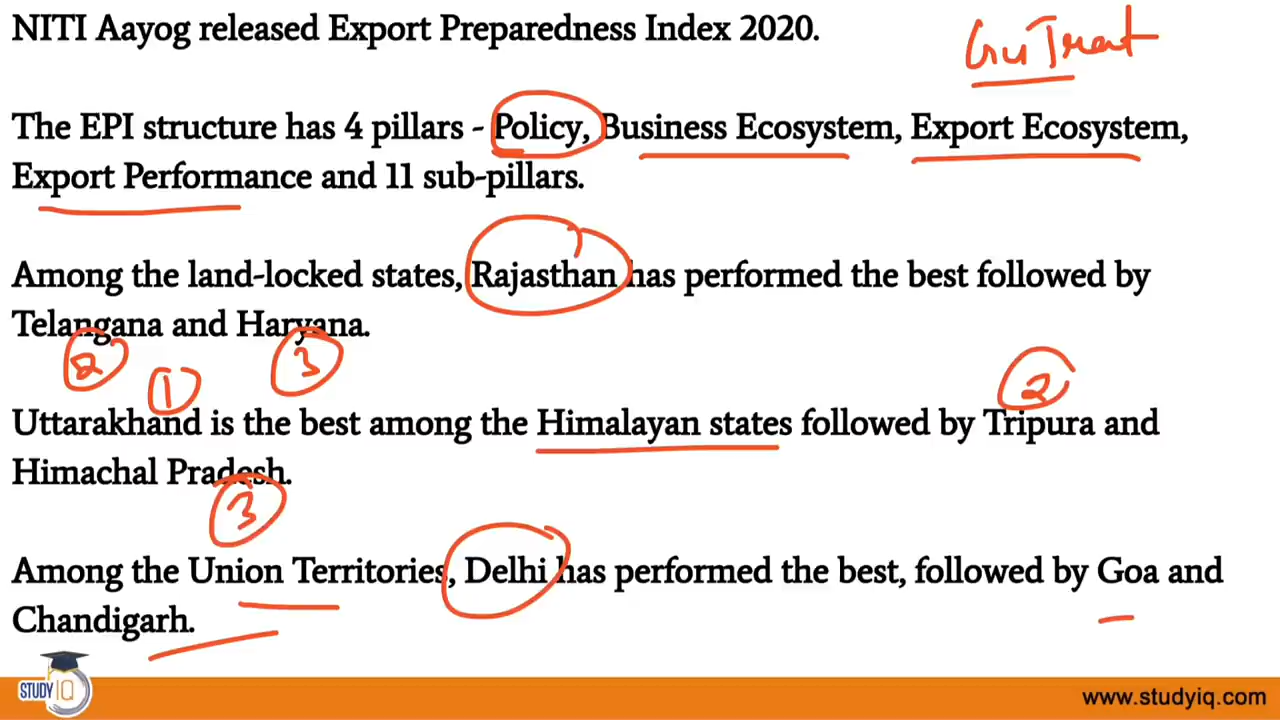 NITI Aayog released Export Preparedness Index 2020.
GuJrat
The EPI structure has 4 pillars - Policy, Business Ecosystem, Export Ecosystem,
Export Performance and 11 sub-pillars.
Among the land-locked states, Rajasthan has performed the best followed by
Telangana and Haryana.
2
3
1
2
Uttarakhand is the best among the Himalayan states followed by Tripura and
Himachal Pradesh.
3
Among the Union Territories, Delhi has performed the best, followed by Goa and
Chandigarh.
STUDY IQ
www.studyiq.com